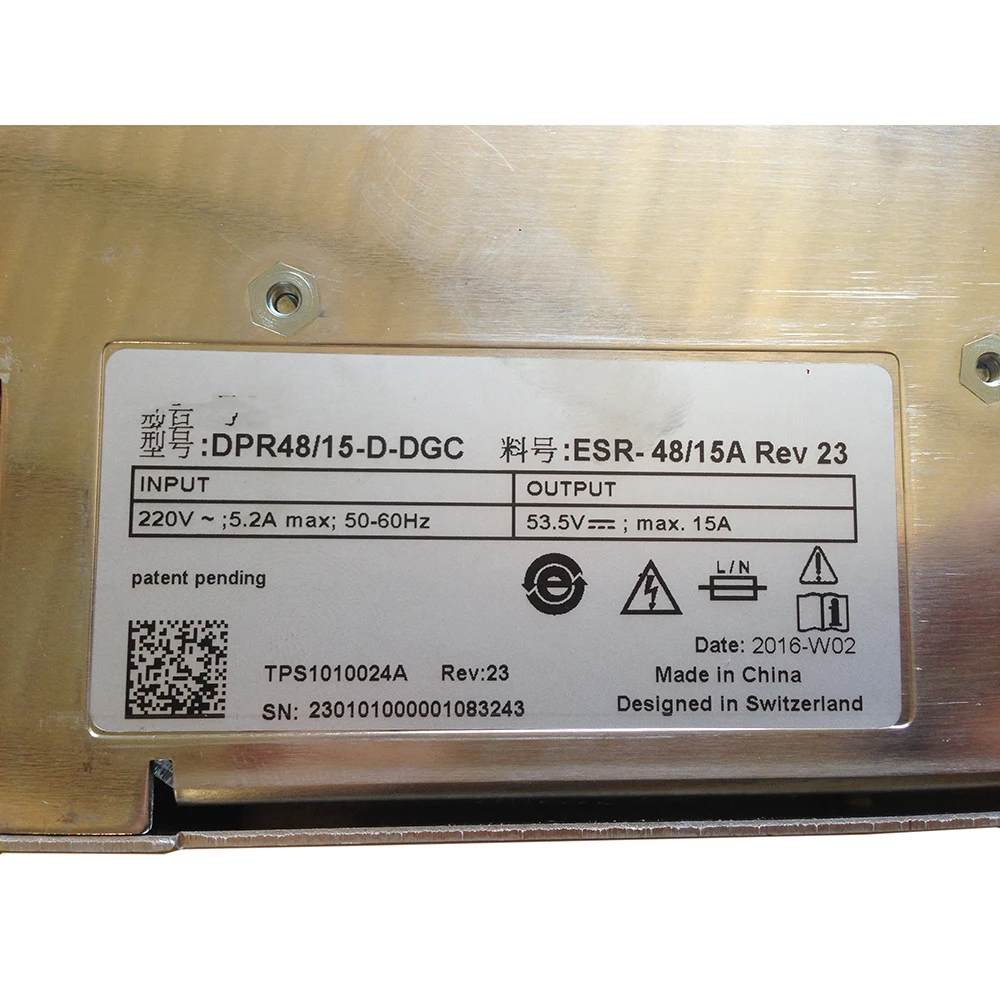 型号:DPR48/15-D-DGC 料号:ESR- 48/15A Rev 23
INPUT OUTPUT
220V ~ ;5.2A max; 50-60Hz 53.5V⎓ ; max. 15A
patent pending
L/N
Date: 2016-W02
TPS1010024A Rev:23 Made in China
SN: 230101000001083243 Designed in Switzerland